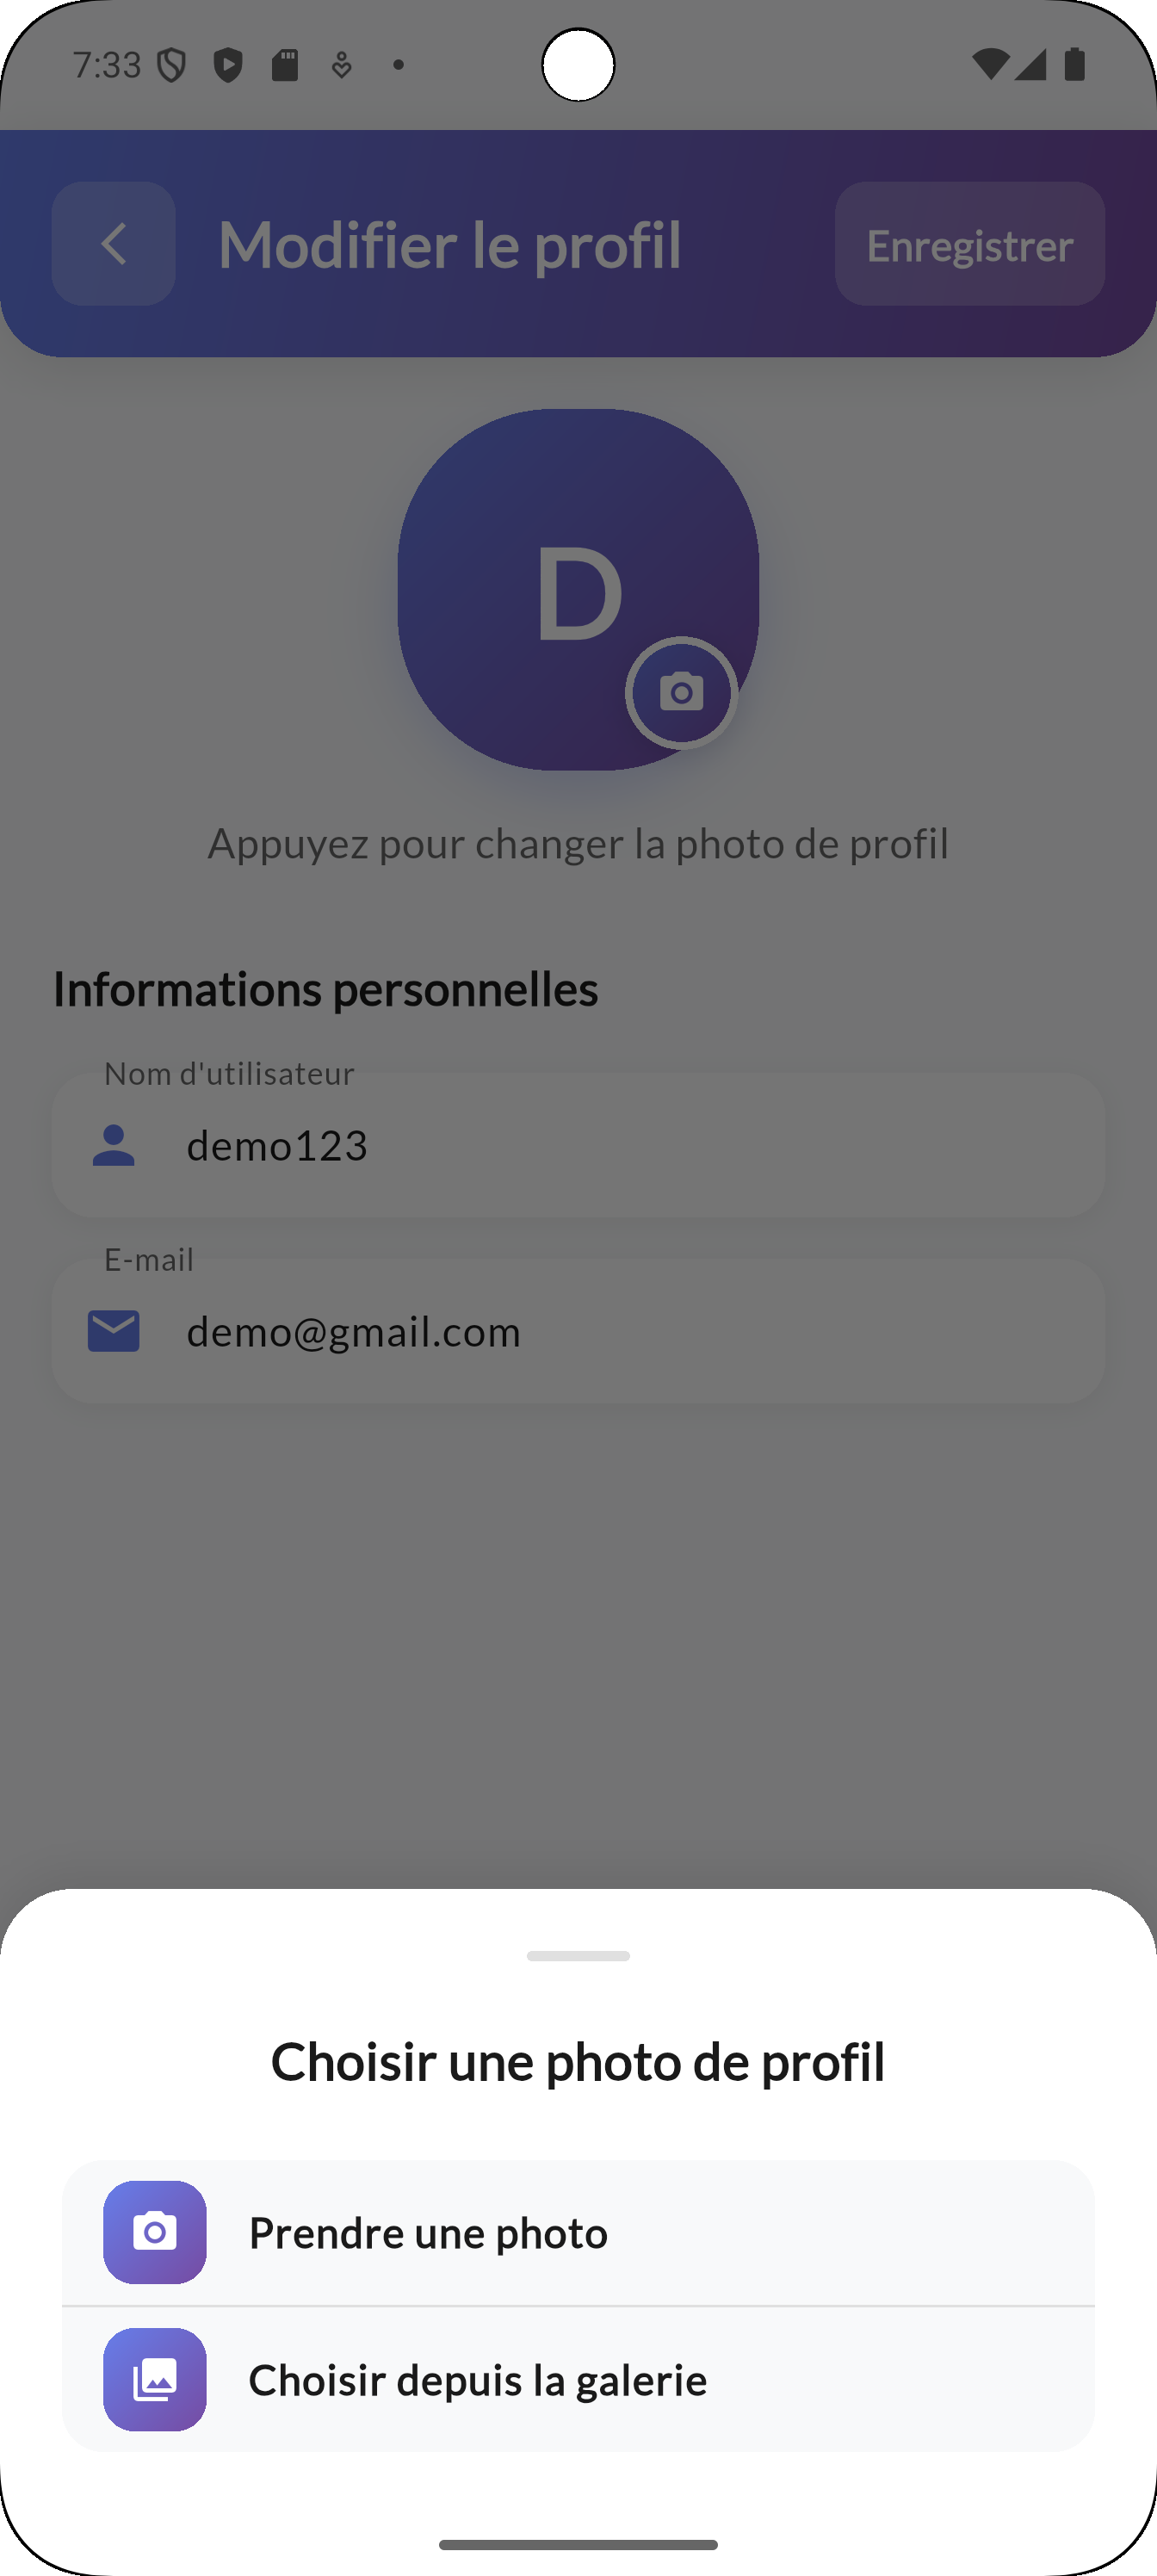 7:33
Modifier le profil
Enregistrer
D
Appuyez pour changer la photo de profil
Informations personnelles
Nom d'utilisateur
demo123
E-mail
demo@gmail.com
Choisir une photo de profil
Prendre une photo
Choisir depuis la galerie